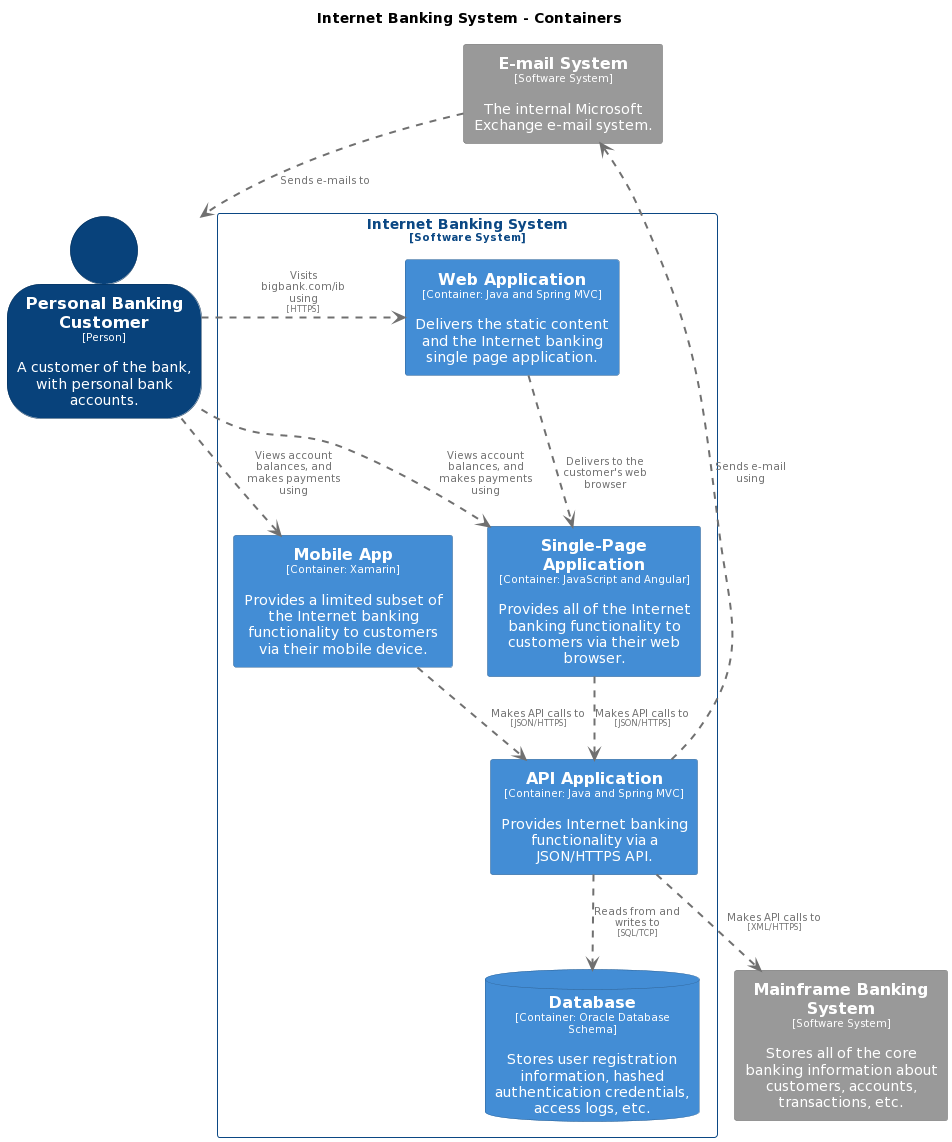 Internet Banking System - Containers
E-mail System
[Software System]
The internal Microsoft
Exchange e-mail system.
Sends e-mails to
Internet Banking System
[Software System]
Personal Banking
Customer
[Person]
A customer of the bank,
with personal bank
accounts.
Visits
bigbank.com/ib
using
[HTTPS]
Web Application
[Container: Java and Spring MVC]
Delivers the static content
and the Internet banking
single page application.
Views account
balances, and
makes payments
using
Views account
balances, and
makes payments
using
Delivers to the
customer's web
browser
Sends e-mail
using
Mobile App
[Container: Xamarin]
Provides a limited subset of
the Internet banking
functionality to customers
via their mobile device.
Single-Page
Application
[Container: JavaScript and Angular]
Provides all of the Internet
banking functionality to
customers via their web
browser.
Makes API calls to
[JSON/HTTPS]
Makes API calls to
[JSON/HTTPS]
API Application
[Container: Java and Spring MVC]
Provides Internet banking
functionality via a
JSON/HTTPS API.
Reads from and
writes to
[SQL/TCP]
Makes API calls to
[XML/HTTPS]
Database
[Container: Oracle Database
Schema]
Stores user registration
information, hashed
authentication credentials,
access logs, etc.
Mainframe Banking
System
[Software System]
Stores all of the core
banking information about
customers, accounts,
transactions, etc.